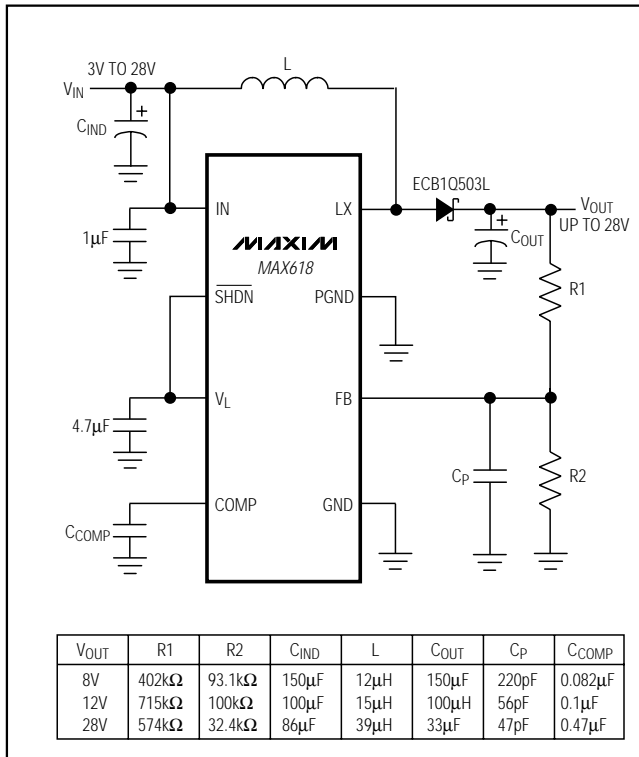 3V TO 28V
L
VIN
+
CIND
ECB1Q503L
IN
LX
VOUT
UP TO 28V
+
COUT
1µF
MAXIM
MAX618
R1
SHDN
PGND
VL
FB
4.7µF
CP
R2
COMP
GND
CCOMP
VOUT R1 R2 CIND L COUT CP CCOMP
8V 402kΩ 93.1kΩ 150µF 12µH 150µF 220pF 0.082µF
12V 715kΩ 100kΩ 100µF 15µH 100µH 56pF 0.1µF
28V 574kΩ 32.4kΩ 86µF 39µH 33µF 47pF 0.47µF